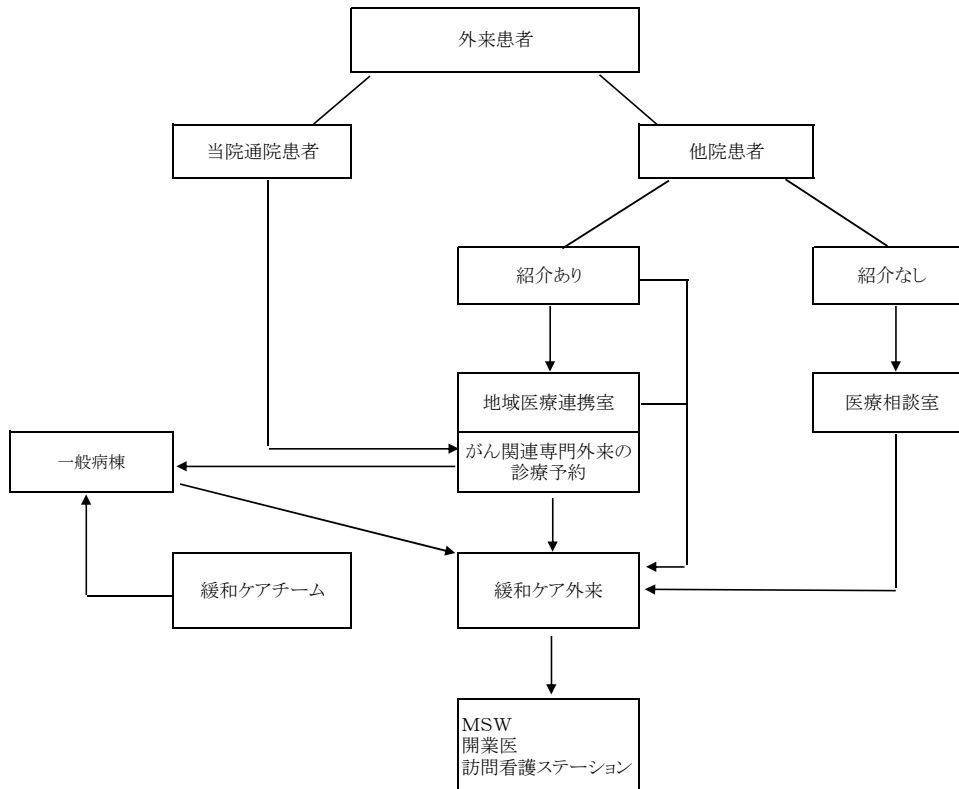 外来患者
当院通院患者
他院患者
紹介あり
紹介なし
地域医療連携室
医療相談室
がん関連専門外来の
診療予約
一般病棟
緩和ケアチーム
緩和ケア外来
MSW
開業医
訪問看護ステーション